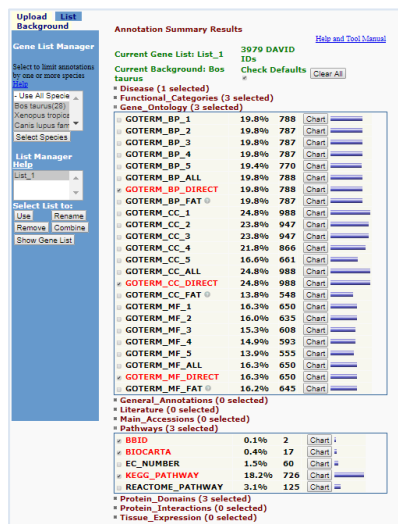 Upload List
Background
Gene List Manager
Select to limit annotations
by one or more species
Help
- Use All Specie
Bos taurus(28)
Xenopus tropica
Canis lupus fam
Select Species
List Manager
Help
List_1
Select List to:
Use Rename
Remove Combine
Show Gene List
Annotation Summary Results
Help and Tool Manual
Current Gene List: List_1 3979 DAVID
IDs
Current Background: Bos
taurus Check Defaults Clear All
Disease (1 selected)
Functional_Categories (3 selected)
Gene_Ontology (3 selected)
GOTERM_BP_1 19.8% 788 Chart
GOTERM_BP_2 19.8% 787 Chart
GOTERM_BP_3 19.8% 787 Chart
GOTERM_BP_4 19.8% 787 Chart
GOTERM_BP_5 19.4% 770 Chart
GOTERM_BP_ALL 19.8% 788 Chart
GOTERM_BP_DIRECT 19.8% 788 Chart
GOTERM_BP_FAT 19.8% 787 Chart
GOTERM_CC_1 24.8% 988 Chart
GOTERM_CC_2 23.8% 947 Chart
GOTERM_CC_3 23.8% 947 Chart
GOTERM_CC_4 21.8% 866 Chart
GOTERM_CC_5 16.6% 661 Chart
GOTERM_CC_ALL 24.8% 988 Chart
GOTERM_CC_DIRECT 24.8% 988 Chart
GOTERM_CC_FAT 13.8% 548 Chart
GOTERM_MF_1 16.3% 650 Chart
GOTERM_MF_2 16.0% 635 Chart
GOTERM_MF_3 15.3% 608 Chart
GOTERM_MF_4 14.9% 593 Chart
GOTERM_MF_5 13.9% 555 Chart
GOTERM_MF_ALL 16.3% 650 Chart
GOTERM_MF_DIRECT 16.3% 650 Chart
GOTERM_MF_FAT 16.2% 645 Chart
General_Annotations (0 selected)
Literature (0 selected)
Main_Accessions (0 selected)
Pathways (3 selected)
BBID 0.1% 2 Chart
BIOCARTA 0.4% 17 Chart
EC_NUMBER 1.5% 60 Chart
KEGG_PATHWAY 18.2% 726 Chart
REACTOME_PATHWAY 3.1% 125 Chart
Protein_Domains (3 selected)
Protein_Interactions (0 selected)
Tissue_Expression (0 selected)